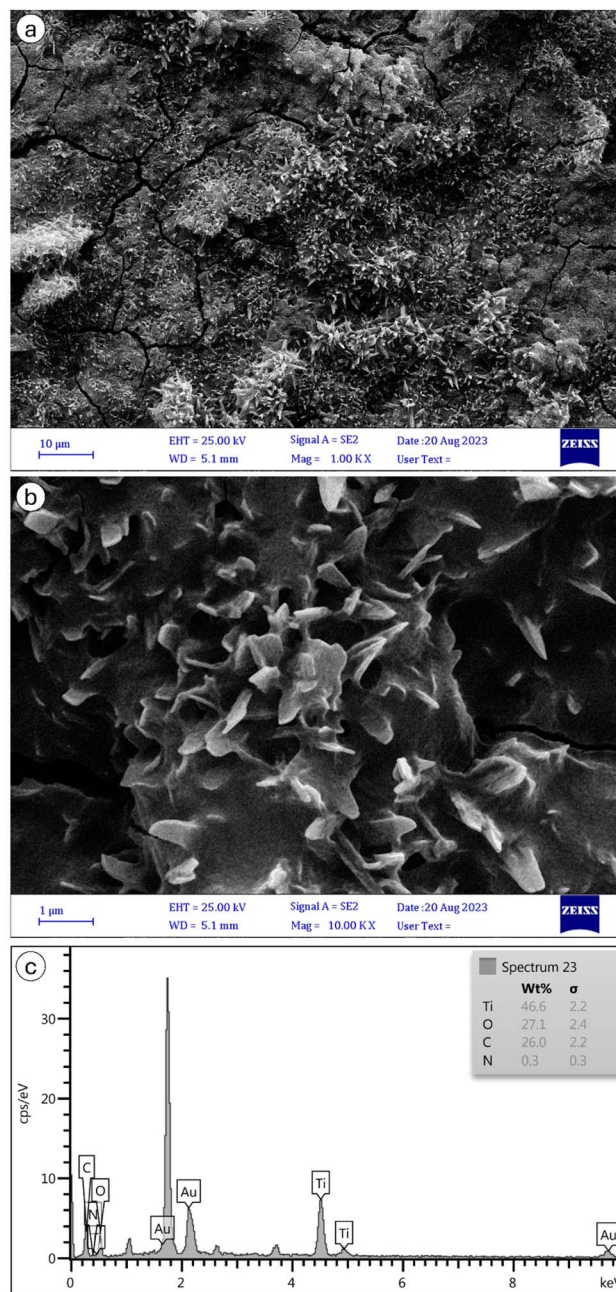 a
10 µm EHT = 25.00 kV Signal A = SE2 Date :20 Aug 2023 ZEISS
WD = 5.1 mm Mag = 1.00 K X User Text =
b
1 µm EHT = 25.00 kV Signal A = SE2 Date :20 Aug 2023 ZEISS
WD = 5.1 mm Mag = 10.00 K X User Text =
c
Spectrum 23
Wt% σ
Ti 46.6 2.2
O 27.1 2.4
C 26.0 2.2
N 0.3 0.3
cps/eV
30
20
10
0
C
N
O
Ti
Au
Au
Ti
Ti
Au
0 2 4 6 8 keV